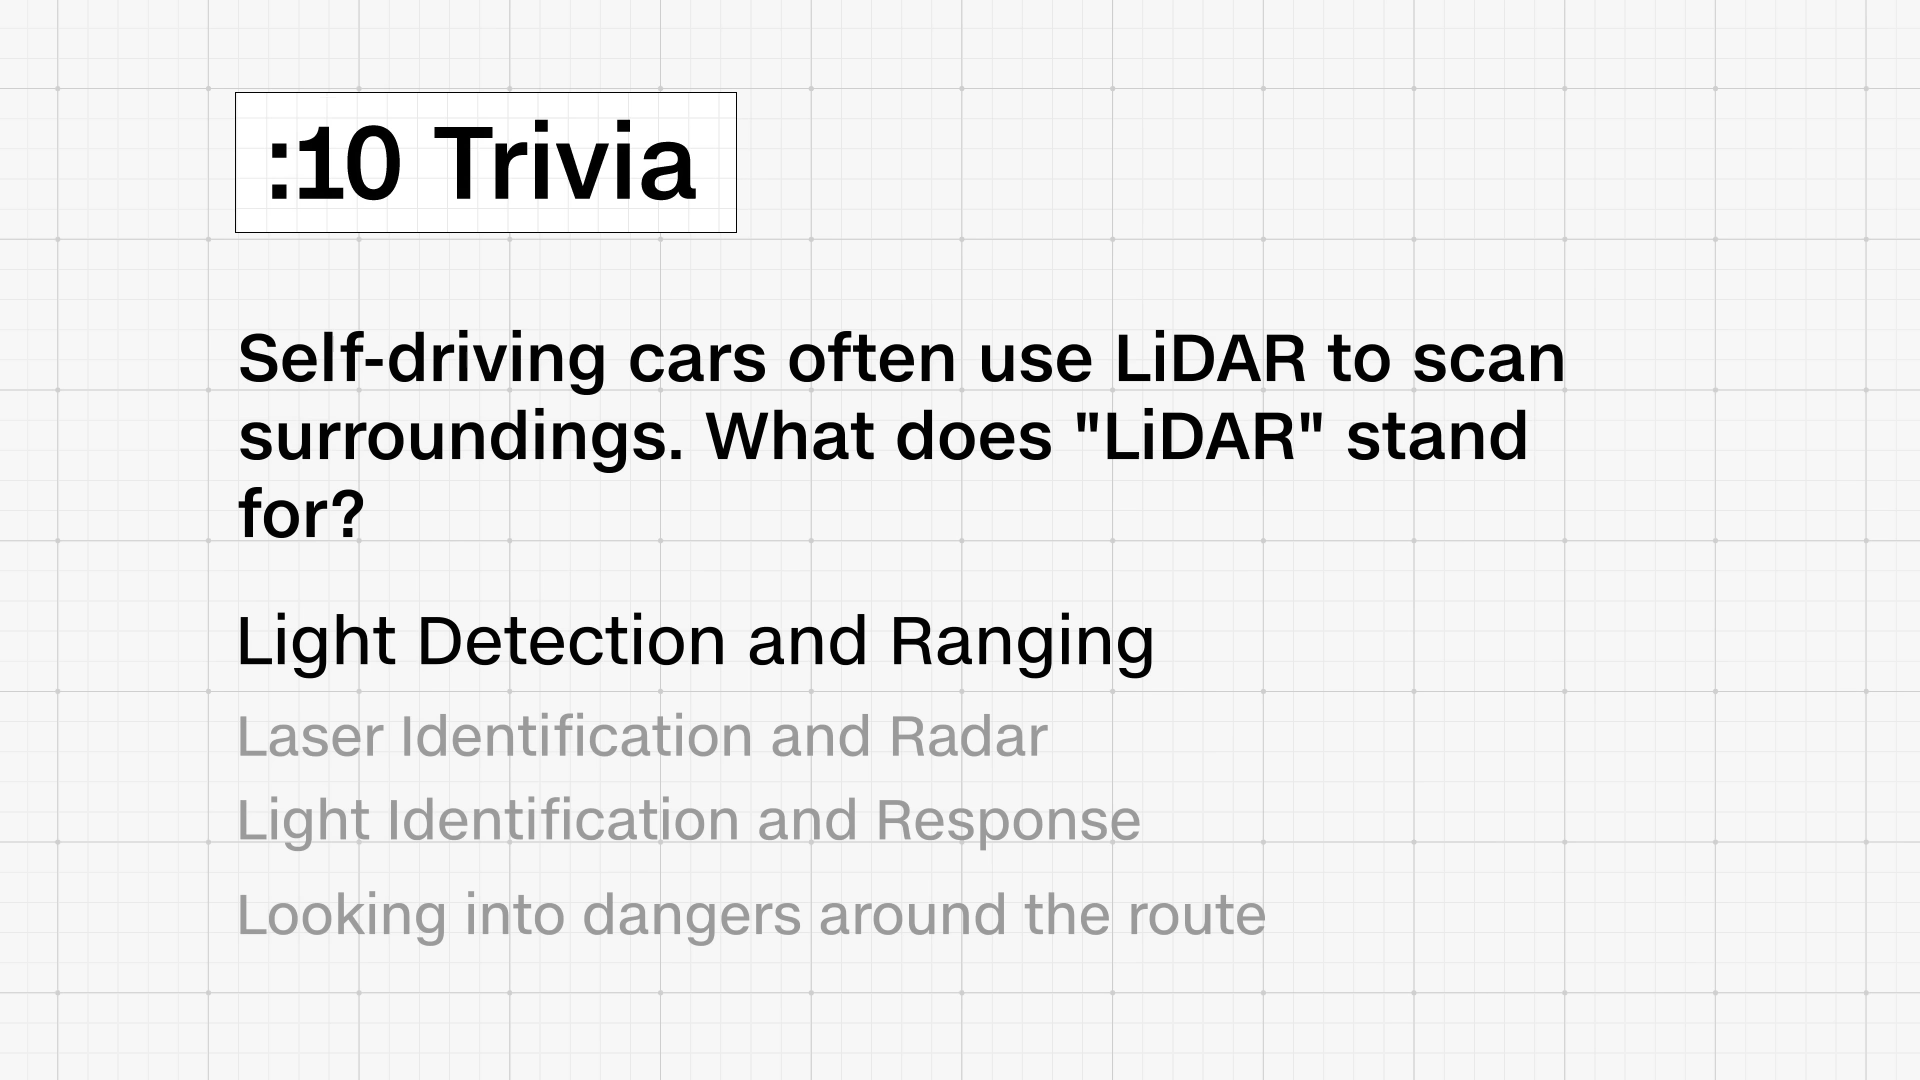 :10 Trivia
Self-driving cars often use LiDAR to scan
surroundings. What does "LiDAR" stand
for?
Light Detection and Ranging
Laser Identification and Radar
Light Identification and Response
Looking into dangers around the route